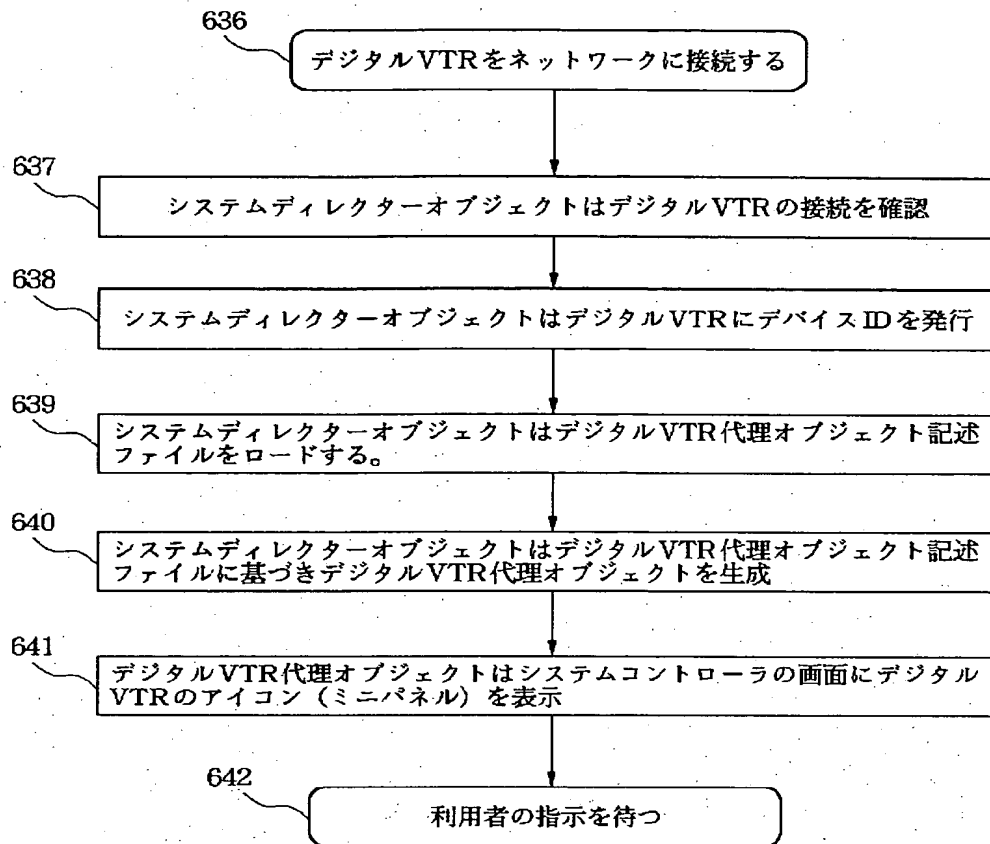 636
デジタルVTRをネットワークに接続する
637
システムディレクターオブジェクトはデジタルVTRの接続を確認
638
システムディレクターオブジェクトはデジタルVTRにデバイスIDを発行
639
システムディレクターオブジェクトはデジタルVTR代理オブジェクト記述
ファイルをロードする。
640
システムディレクターオブジェクトはデジタルVTR代理オブジェクト記述
ファイルに基づきデジタルVTR代理オブジェクトを生成
641
デジタルVTR代理オブジェクトはシステムコントローラの画面にデジタル
VTRのアイコン（ミニパネル）を表示
642
利用者の指示を待つ